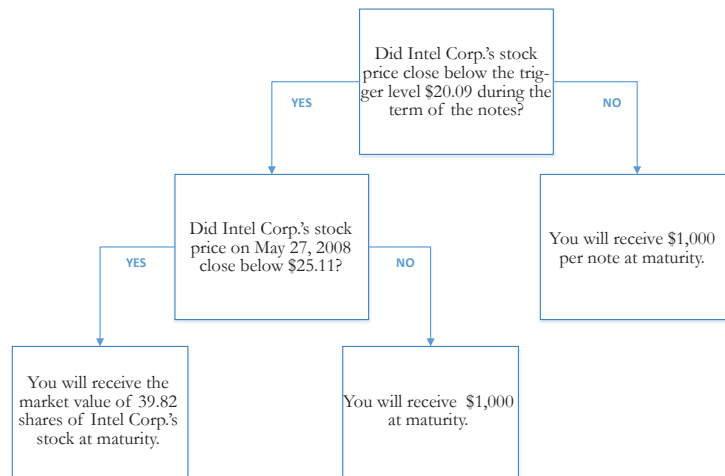 Did Intel Corp.'s stock
price close below the trig-
ger level $20.09 during the
term of the notes?
YES
NO
Did Intel Corp.'s stock
price on May 27, 2008
close below $25.11?
You will receive $1,000
per note at maturity.
YES
NO
You will receive the
market value of 39.82
shares of Intel Corp.'s
stock at maturity.
You will receive $1,000
at maturity.